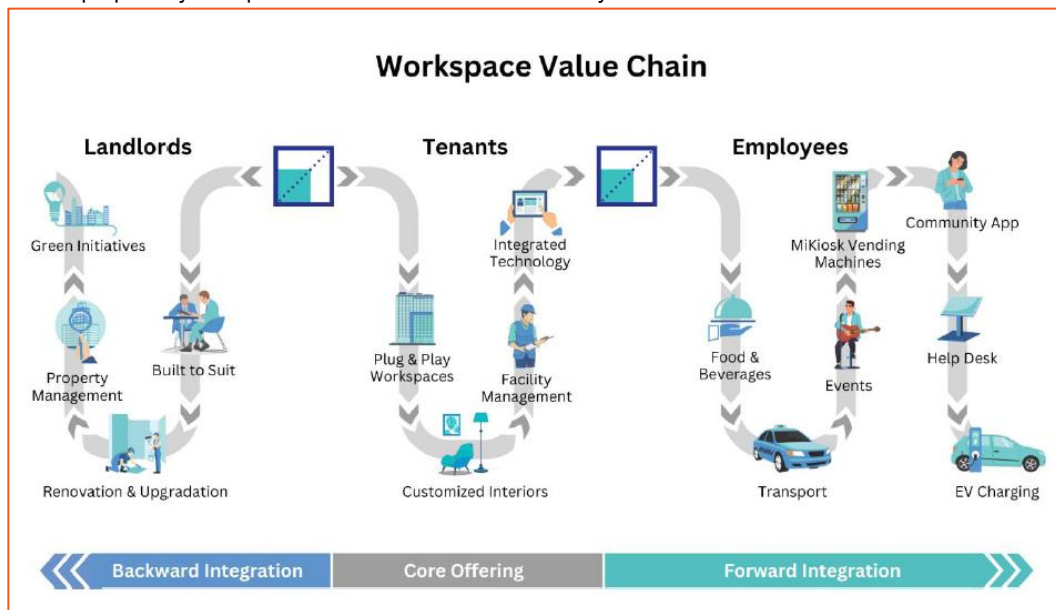 Workspace Value Chain
Landlords
Tenants
Employees
Green Initiatives
Property
Management
Built to Suit
Renovation & Upgradation
Plug & Play
Workspaces
Customized Interiors
Facility
Management
Integrated
Technology
Food &
Beverages
Transport
Events
MiKiosk Vending
Machines
Community App
Help Desk
EV Charging
Backward Integration
Core Offering
Forward Integration